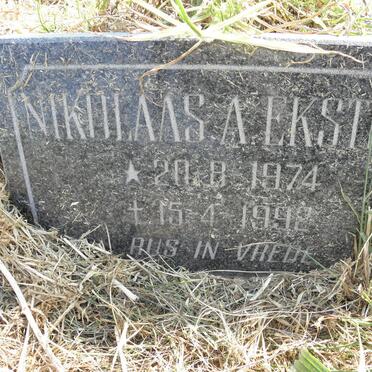 NIKOLAAS A EKST
★ 20·8·1974
+ 15·4·1992
RUS IN VREDE